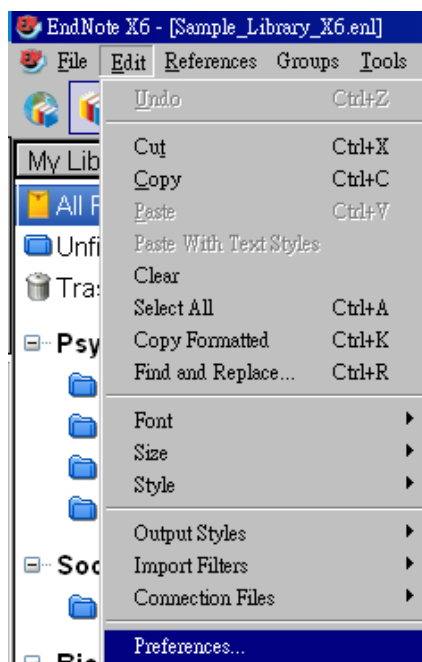 EndNote X6 - [Sample_Library_X6.enl]
File Edit References Groups Tools
My Lib
All
Unfi
Tras
Psy
Soc
Undo Ctrl+Z
Cut Ctrl+X
Copy Ctrl+C
Paste Ctrl+V
Paste With Text Styles
Clear
Select All Ctrl+A
Copy Formatted Ctrl+K
Find and Replace... Ctrl+R
Font
Size
Style
Output Styles
Import Filters
Connection Files
Preferences...